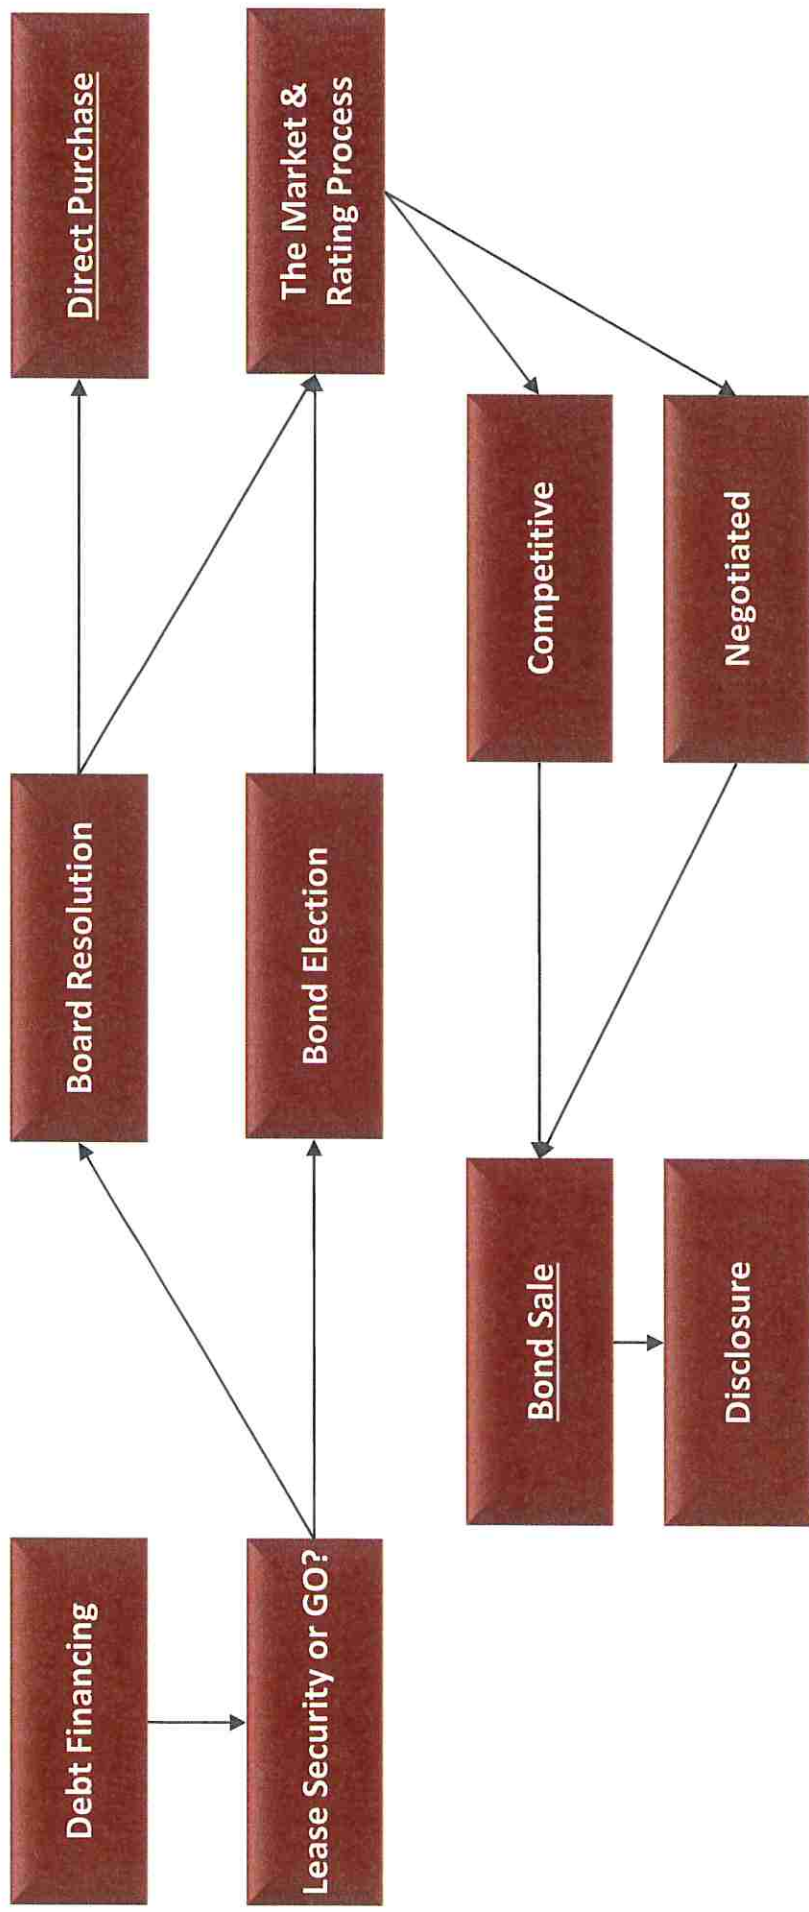 Debt Financing
Board Resolution
Direct Purchase
Lease Security or GO?
Bond Election
The Market &
Rating Process
Bond Sale
Competitive
Disclosure
Negotiated